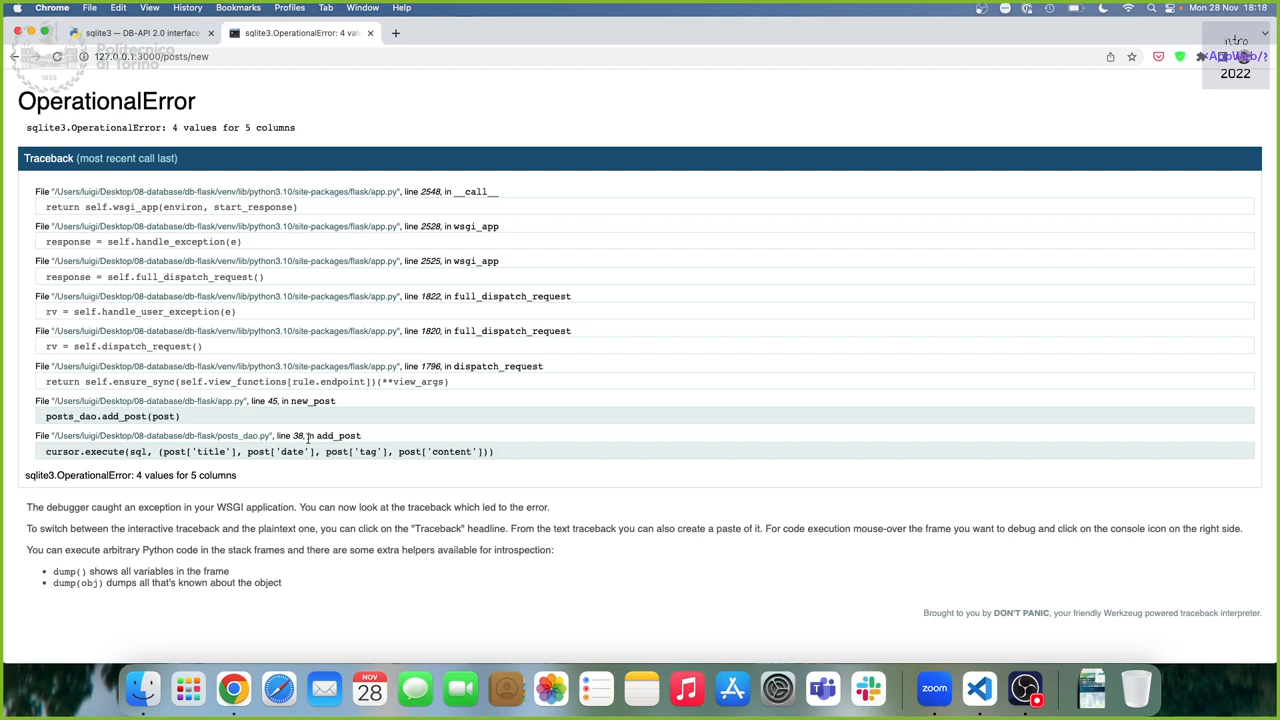 Chrome File Edit View History Bookmarks Profiles Tab Window Help Mon 28 Nov 18:18
sqlite3 — DB-API 2.0 interface
sqlite3.OperationalError: 4 val
Politecnico
di Torino
1859
127.0.0.1:3000/posts/new
<AppWeb/>
2022
OperationalError
sqlite3.OperationalError: 4 values for 5 columns
Traceback (most recent call last)
File "/Users/luigi/Desktop/08-database/db-flask/venv/lib/python3.10/site-packages/flask/app.py", line 2548, in __call__
return self.wsgi_app(environ, start_response)
File "/Users/luigi/Desktop/08-database/db-flask/venv/lib/python3.10/site-packages/flask/app.py", line 2528, in wsgi_app
response = self.handle_exception(e)
File "/Users/luigi/Desktop/08-database/db-flask/venv/lib/python3.10/site-packages/flask/app.py", line 2525, in wsgi_app
response = self.full_dispatch_request()
File "/Users/luigi/Desktop/08-database/db-flask/venv/lib/python3.10/site-packages/flask/app.py", line 1822, in full_dispatch_request
rv = self.handle_user_exception(e)
File "/Users/luigi/Desktop/08-database/db-flask/venv/lib/python3.10/site-packages/flask/app.py", line 1820, in full_dispatch_request
rv = self.dispatch_request()
File "/Users/luigi/Desktop/08-database/db-flask/venv/lib/python3.10/site-packages/flask/app.py", line 1796, in dispatch_request
return self.ensure_sync(self.view_functions[rule.endpoint])(**view_args)
File "/Users/luigi/Desktop/08-database/db-flask/app.py", line 45, in new_post
posts_dao.add_post(post)
File "/Users/luigi/Desktop/08-database/db-flask/posts_dao.py", line 38, in add_post
cursor.execute(sql, (post['title'], post['date'], post['tag'], post['content']))
sqlite3.OperationalError: 4 values for 5 columns
The debugger caught an exception in your WSGI application. You can now look at the traceback which led to the error.
To switch between the interactive traceback and the plaintext one, you can click on the "Traceback" headline. From the text traceback you can also create a paste of it. For code execution mouse-over the frame you want to debug and click on the console icon on the right side.
You can execute arbitrary Python code in the stack frames and there are some extra helpers available for introspection:
• dump() shows all variables in the frame
• dump(obj) dumps all that's known about the object
Brought to you by DON'T PANIC, your friendly Werkzeug powered traceback interpreter.
NOV
28
zoom